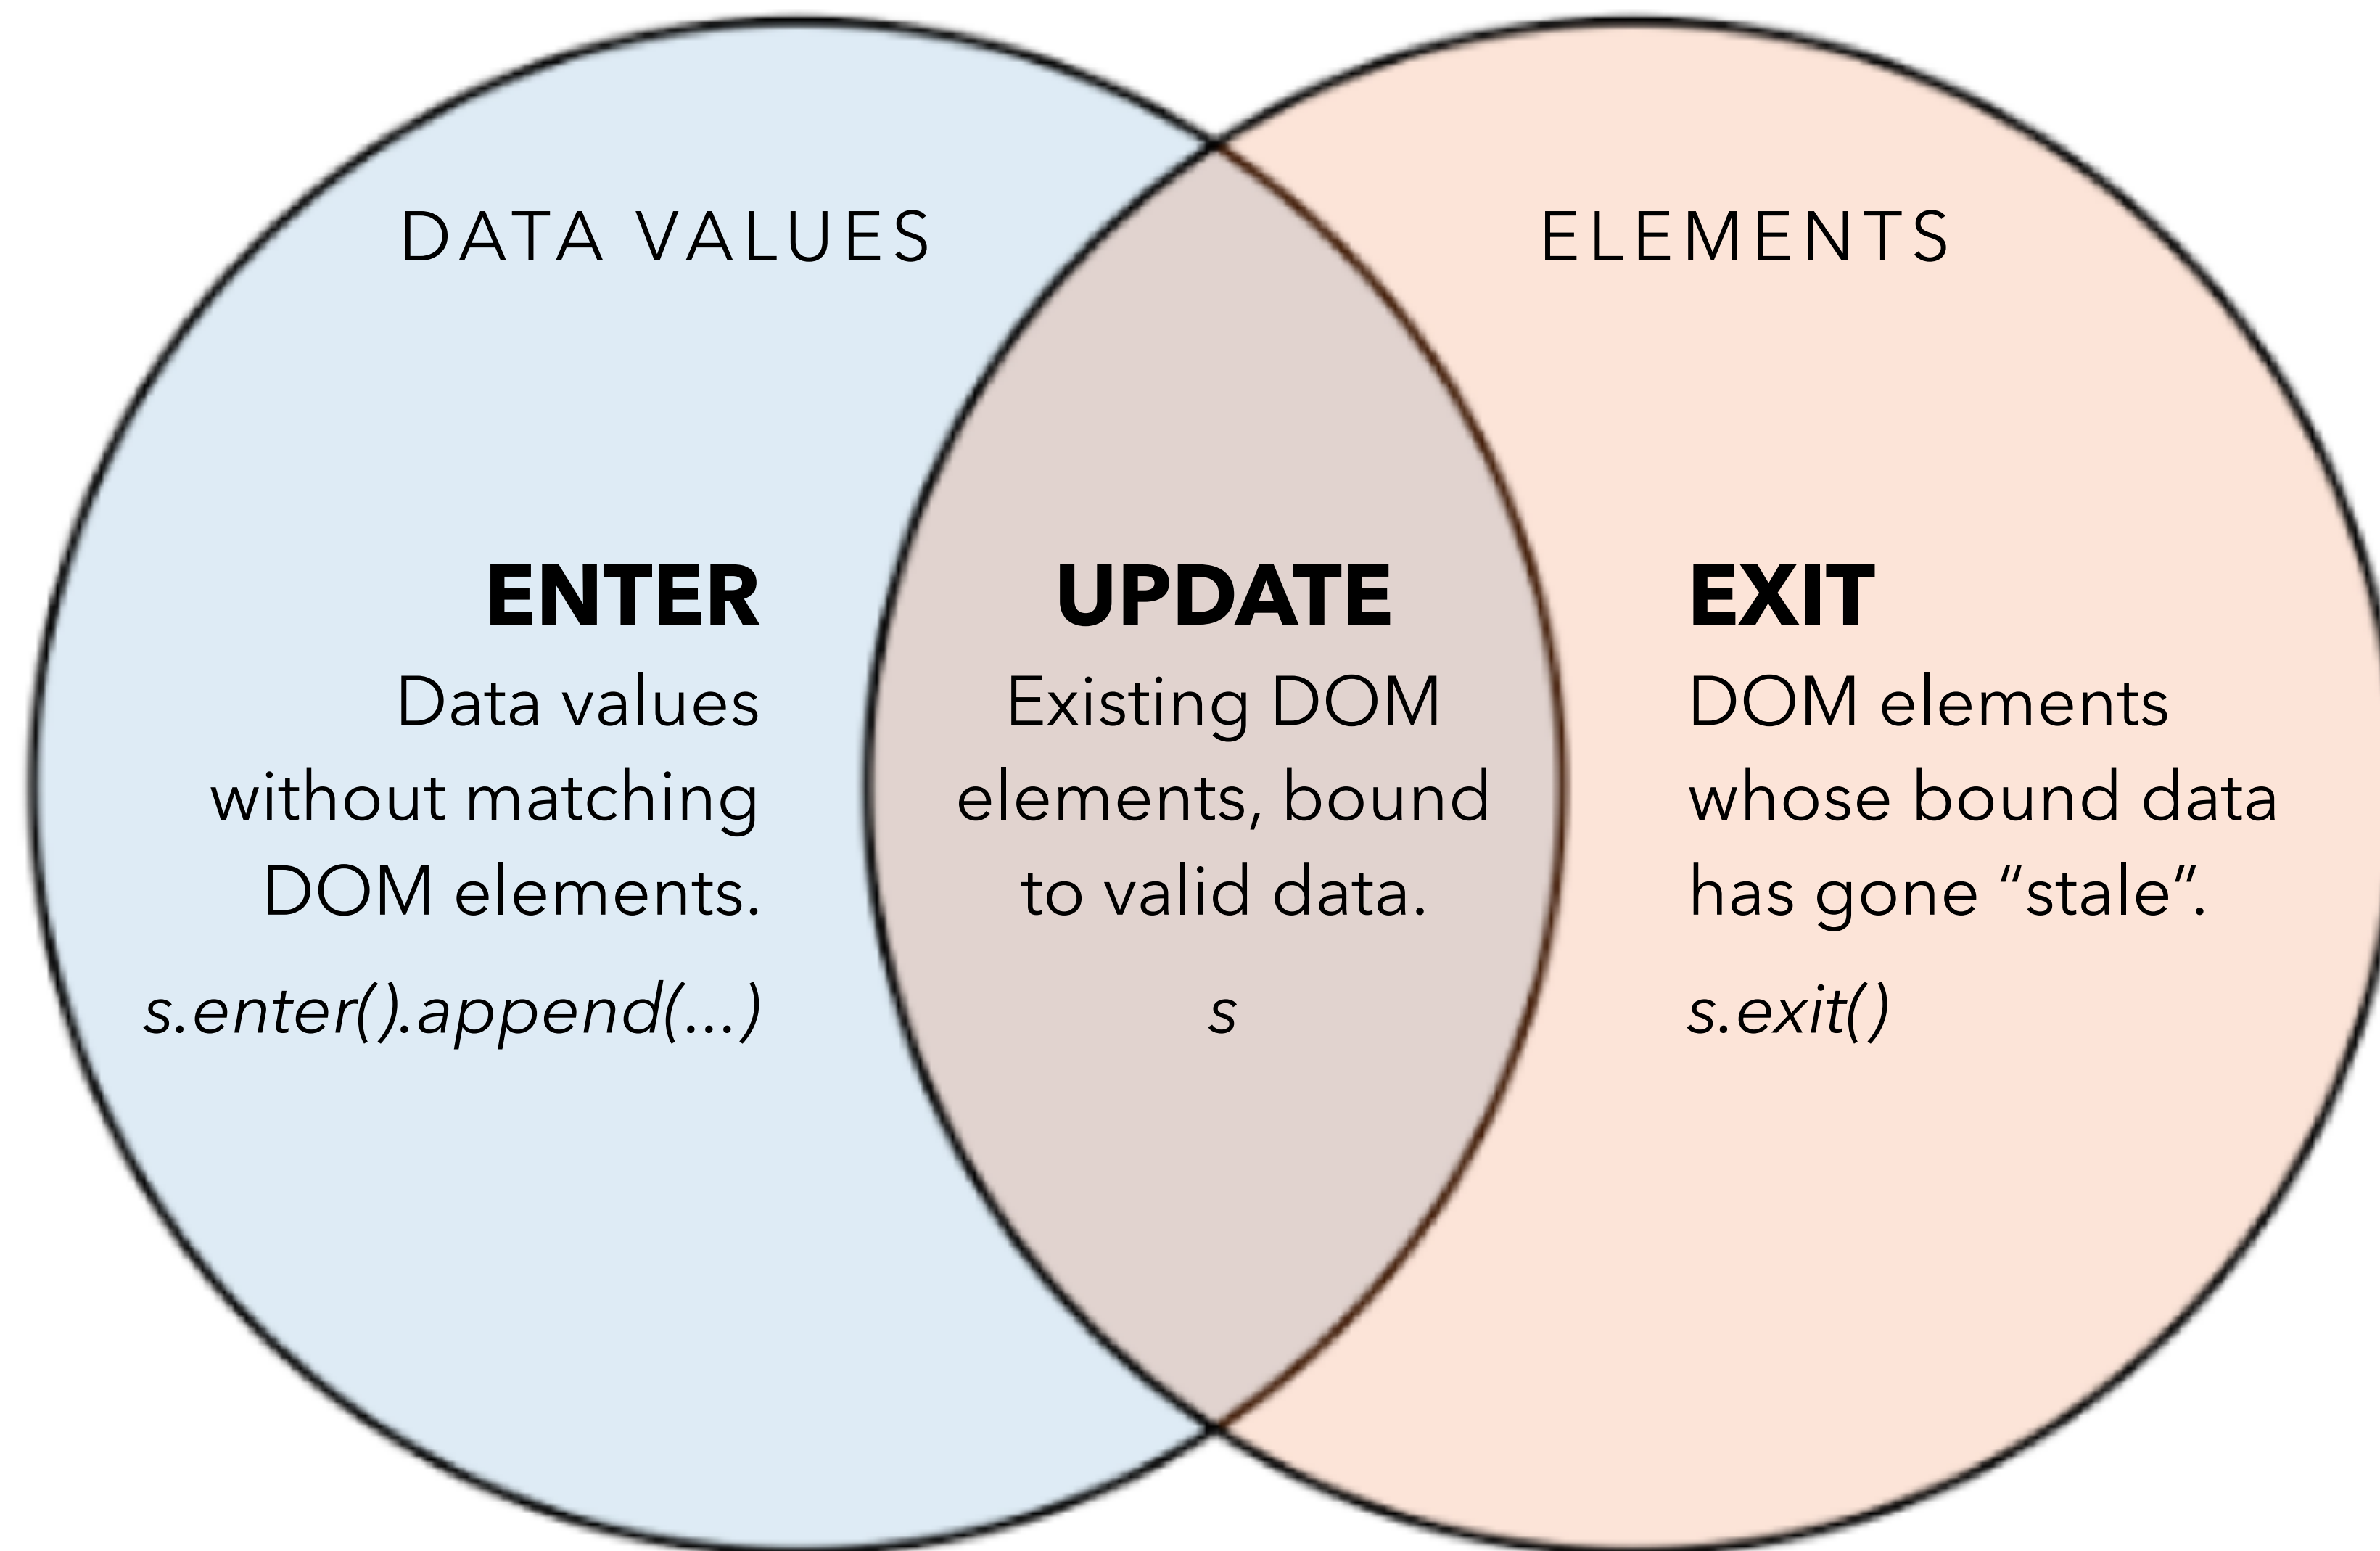 DATA VALUES
ELEMENTS
ENTER
Data values
without matching
DOM elements.
s.enter().append(...)
UPDATE
Existing DOM
elements, bound
to valid data.
s
EXIT
DOM elements
whose bound data
has gone “stale”.
s.exit()